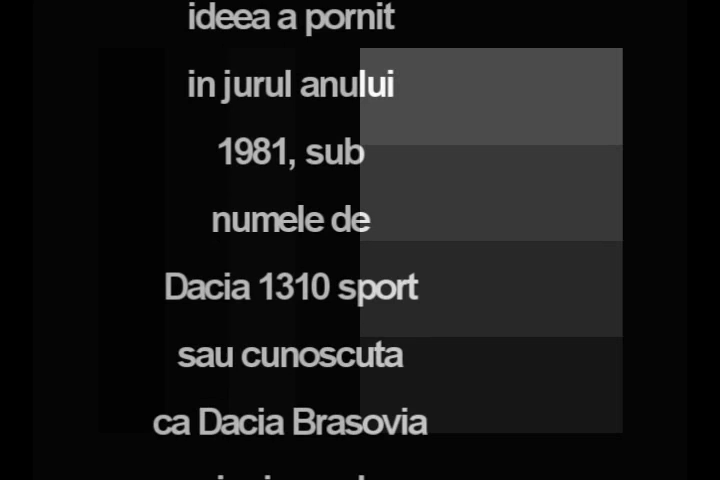 ideea a pornit
in jurul anului
1981, sub
numele de
Dacia 1310 sport
sau cunoscuta
ca Dacia Brasovia